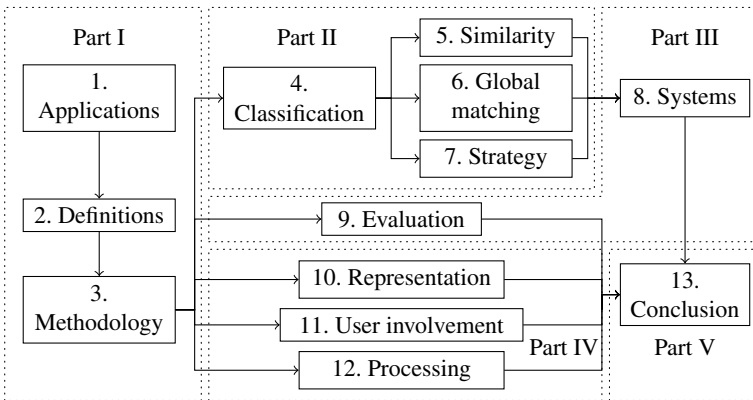 Part I
Part II
Part III
1.
Applications
2. Definitions
3.
Methodology
4.
Classification
5. Similarity
6. Global
matching
7. Strategy
8. Systems
9. Evaluation
10. Representation
11. User involvement
12. Processing
Part IV
13.
Conclusion
Part V